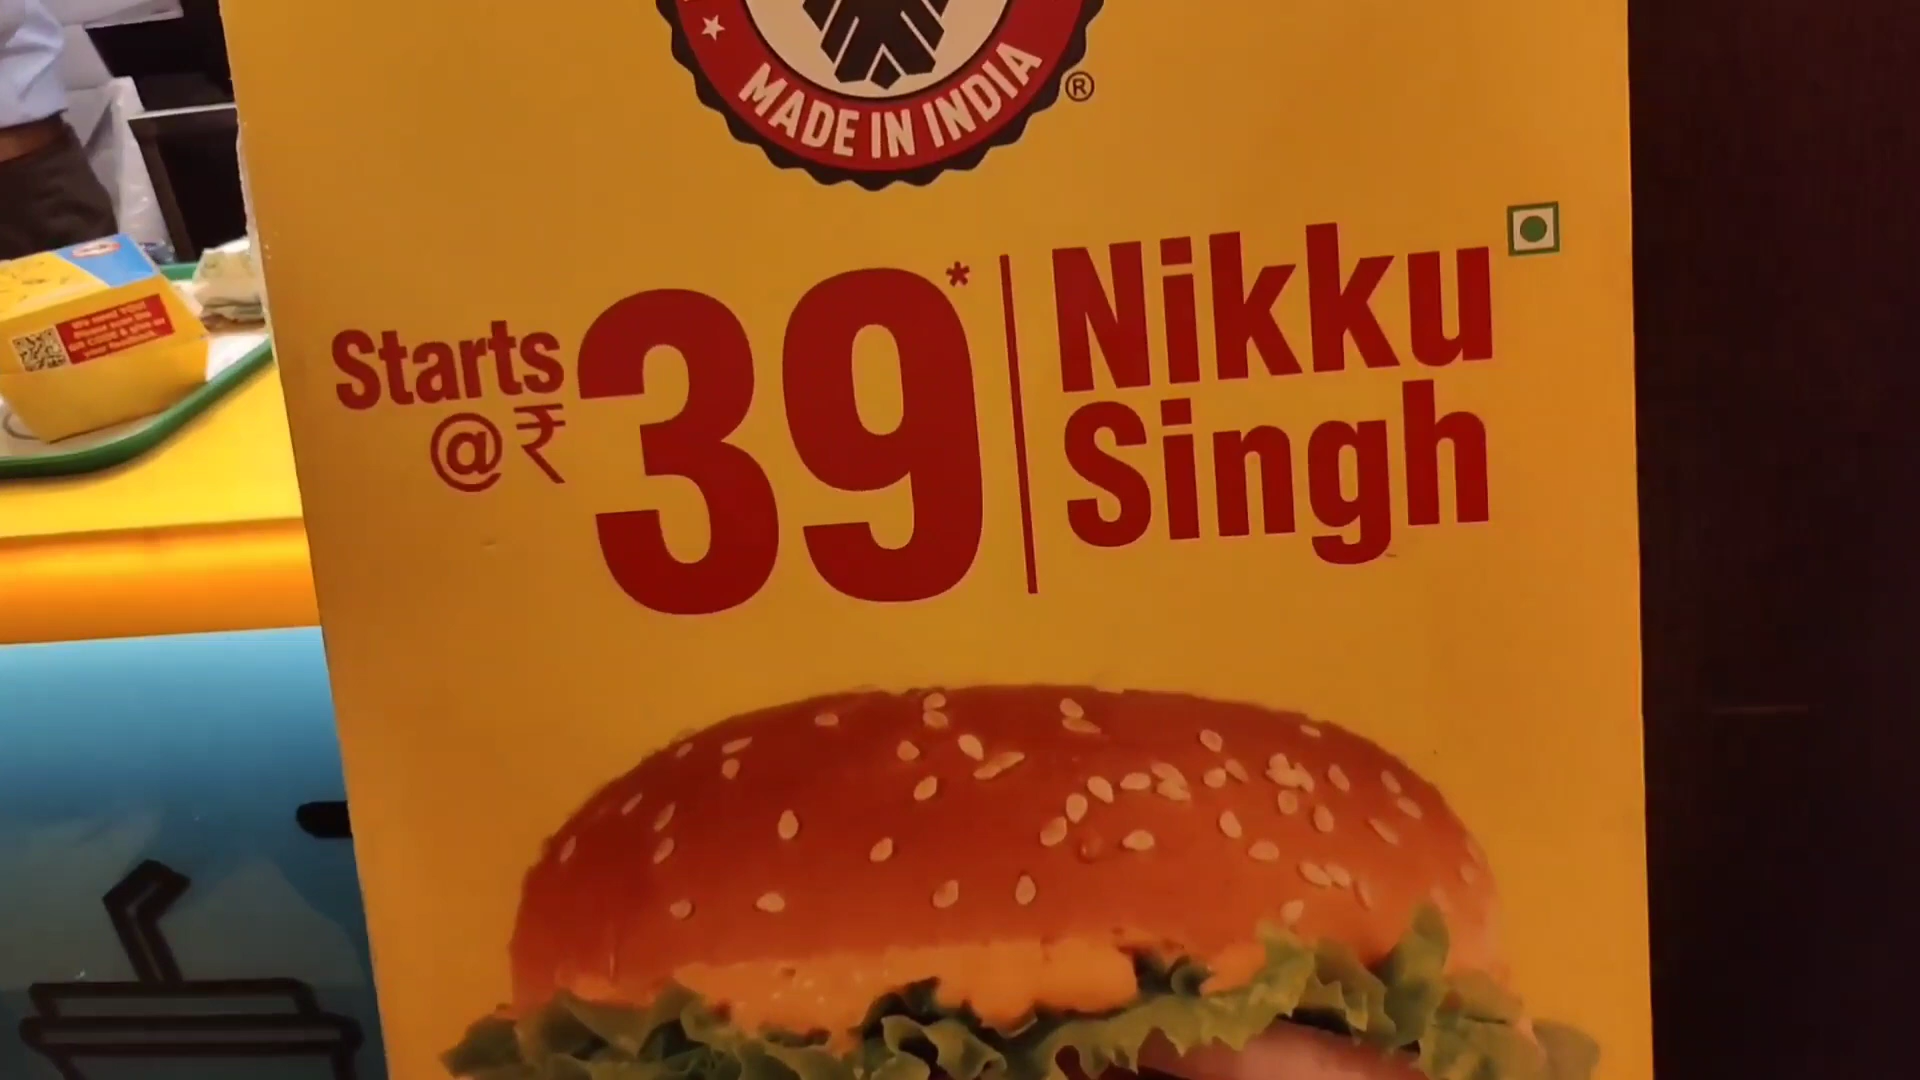 MADE IN INDIA
®
Starts
@ ₹ 39*
Nikku
Singh